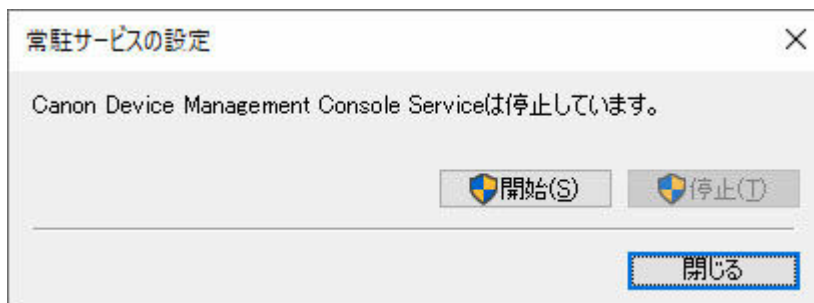 常駐サービスの設定
Canon Device Management Console Serviceは停止しています。
開始(S)
停止(T)
閉じる